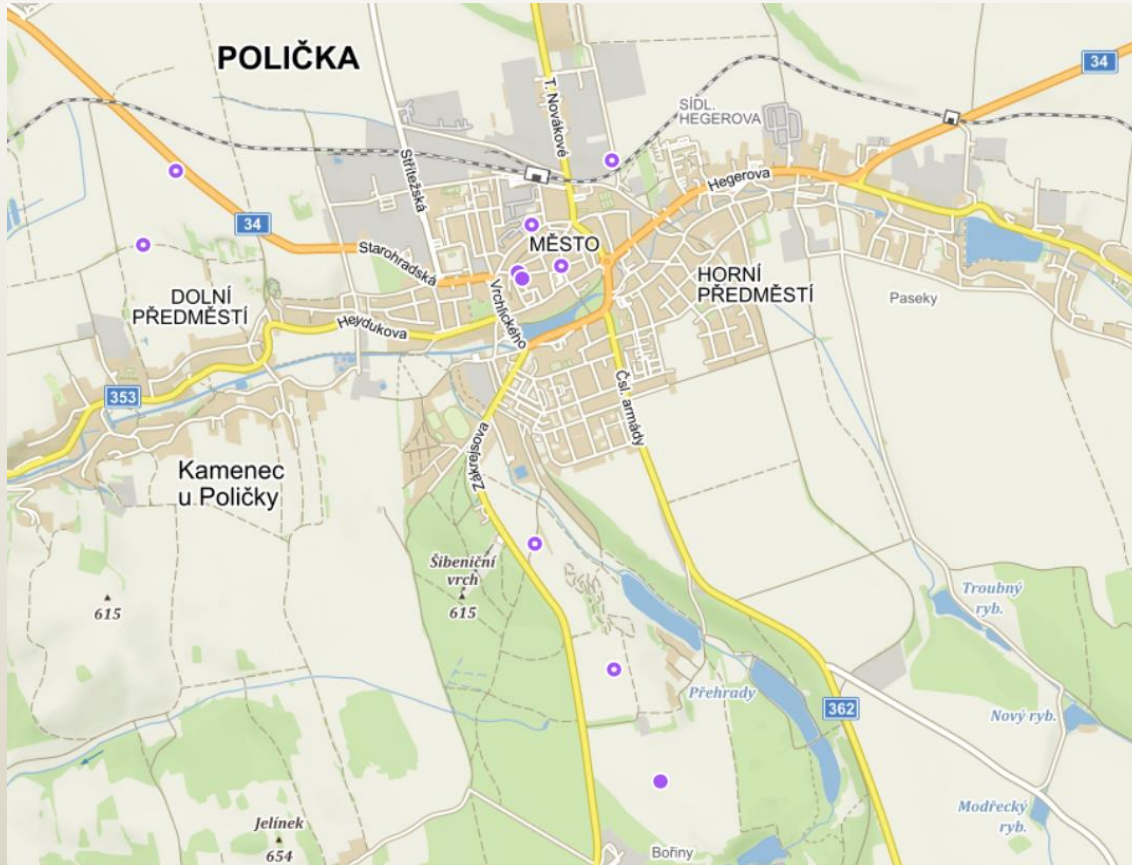 POLIČKA
34
T. Novákové
SÍDL.
HEGEROVA
Střítežská
Hegerova
34
MĚSTO
Starohradská
HORNÍ
PŘEDMĚSTÍ
DOLNÍ
PŘEDMĚSTÍ
Vrchlického
Paseky
Heydukova
353
Čsl. armády
Zákrejsova
Kamenec
u Poličky
Šibeniční
vrch
615
615
Troubný
ryb.
Přehrady
362
Nový ryb.
Modřecký
ryb.
Jelínek
654
Bořiny